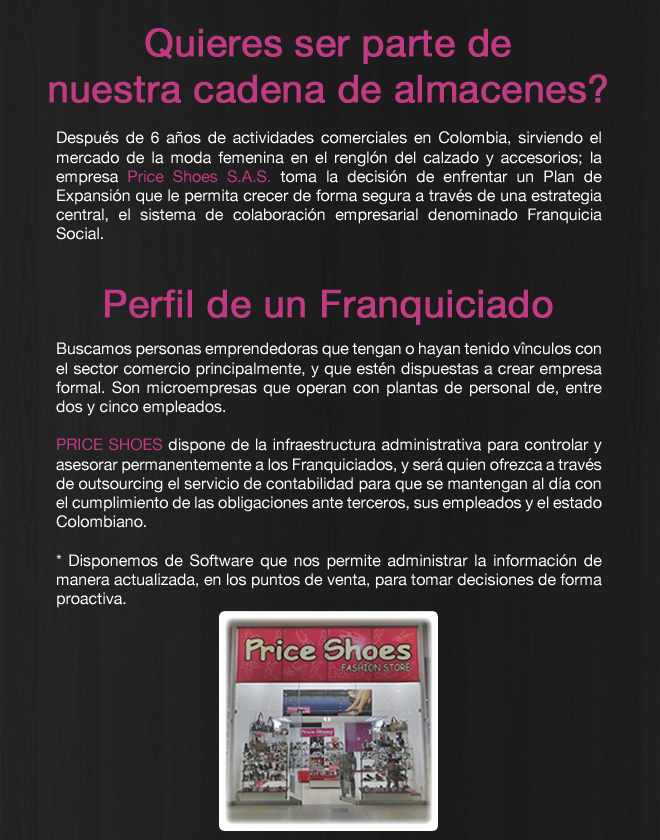 Quieres ser parte de
nuestra cadena de almacenes?
Después de 6 años de actividades comerciales en Colombia, sirviendo el
mercado de la moda femenina en el renglón del calzado y accesorios; la
empresa Price Shoes S.A.S. toma la decisión de enfrentar un Plan de
Expansión que le permita crecer de forma segura a través de una estrategia
central, el sistema de colaboración empresarial denominado Franquicia
Social.
Perfil de un Franquiciado
Buscamos personas emprendedoras que tengan o hayan tenido vînculos con
el sector comercio principalmente, y que estén dispuestas a crear empresa
formal. Son microempresas que operan con plantas de personal de, entre
dos y cinco empleados.
PRICE SHOES dispone de la infraestructura administrativa para controlar y
asesorar permanentemente a los Franquiciados, y será quien ofrezca a través
de outsourcing el servicio de contabilidad para que se mantengan al día con
el cumplimiento de las obligaciones ante terceros, sus empleados y el estado
Colombiano.
* Disponemos de Software que nos permite administrar la información de
manera actualizada, en los puntos de venta, para tomar decisiones de forma
proactiva.
Price Shoes
FASHION STORE
Price Shoes